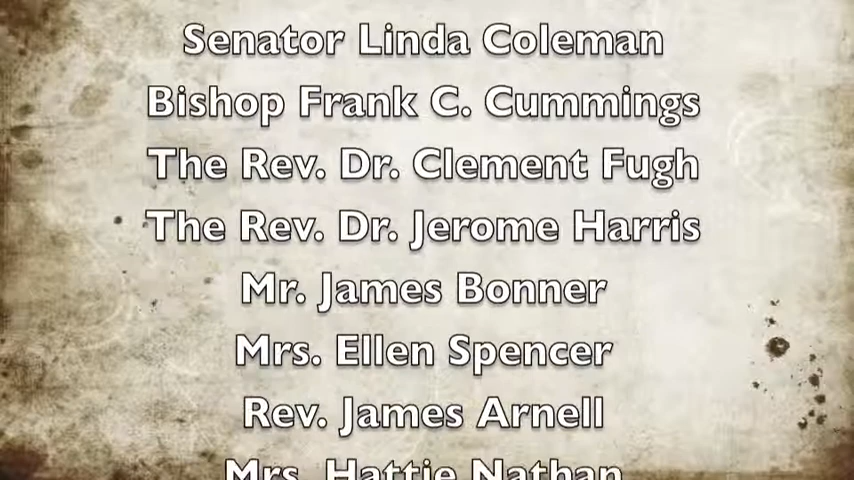 Senator Linda Coleman
Bishop Frank C. Cummings
The Rev. Dr. Clement Fugh
The Rev. Dr. Jerome Harris
Mr. James Bonner
Mrs. Ellen Spencer
Rev. James Arnell
Mrs. Hattie Nathan